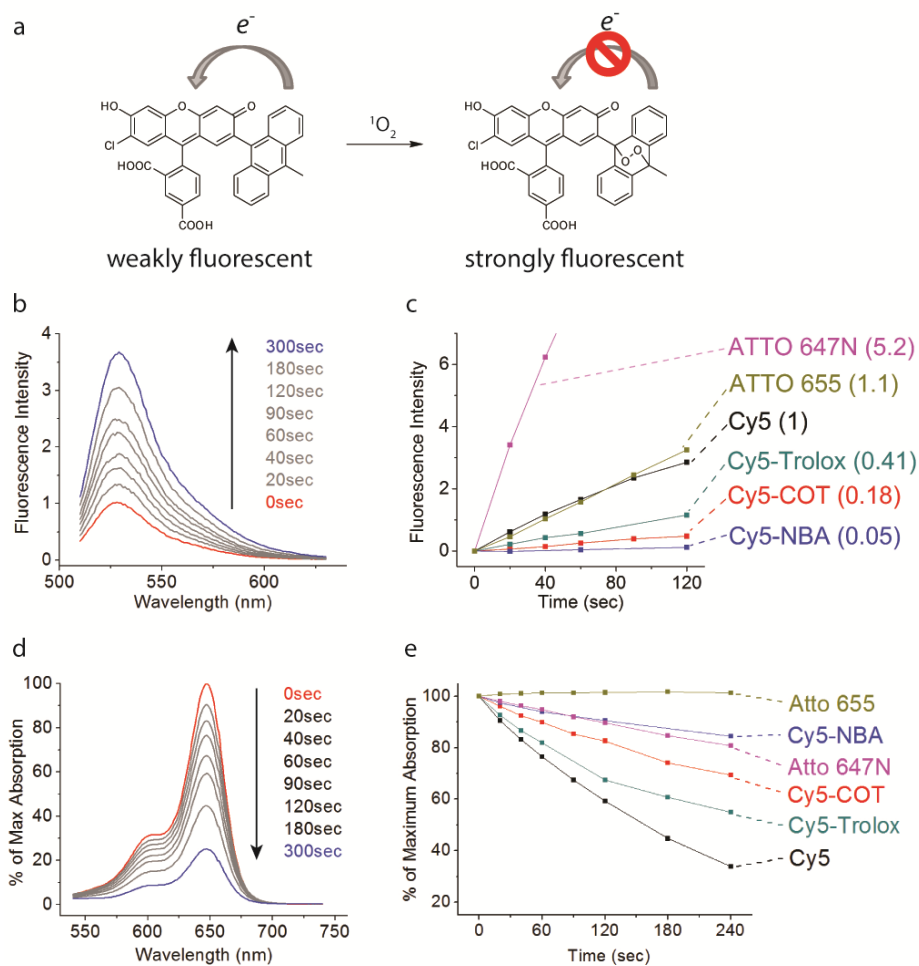 a
e-
e-
HO
O
O
Cl
HOOC
COOH
¹O₂
HO
O
O
Cl
O
O
HOOC
COOH
weakly fluorescent
strongly fluorescent
b
Fluorescence Intensity
4
3
2
1
0
500
550
600
Wavelength (nm)
300sec
180sec
120sec
90sec
60sec
40sec
20sec
0sec
c
Fluorescence Intensity
6
4
2
0
0
40
80
120
Time (sec)
ATTO 647N (5.2)
ATTO 655 (1.1)
Cy5 (1)
Cy5-Trolox (0.41)
Cy5-COT (0.18)
Cy5-NBA (0.05)
d
% of Max Absorption
100
80
60
40
20
0
550
600
650
700
750
Wavelength (nm)
0sec
20sec
40sec
60sec
90sec
120sec
180sec
300sec
e
% of Maximum Absorption
100
80
60
40
20
0
60
120
180
240
Time (sec)
Atto 655
Cy5-NBA
Atto 647N
Cy5-COT
Cy5-Trolox
Cy5